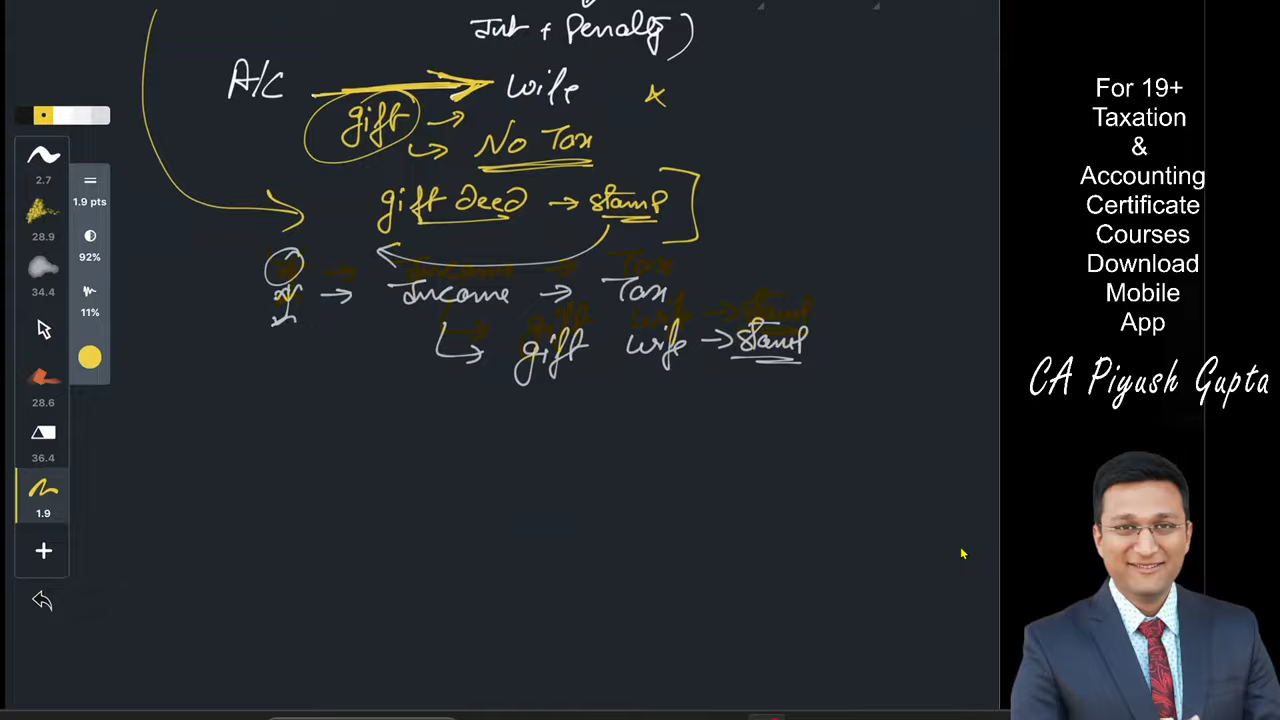 Int + Penalty)
A/C → wife x
gift →
↳ No Tax
gift deed → stamp ]
I → Income → Tax
↳ gift wife → stamp
2.7
28.9
34.4
28.6
36.4
1.9
1.9 pts
92%
11%
For 19+
Taxation
&
Accounting
Certificate
Courses
Download
Mobile
App
CA Piyush Gupta